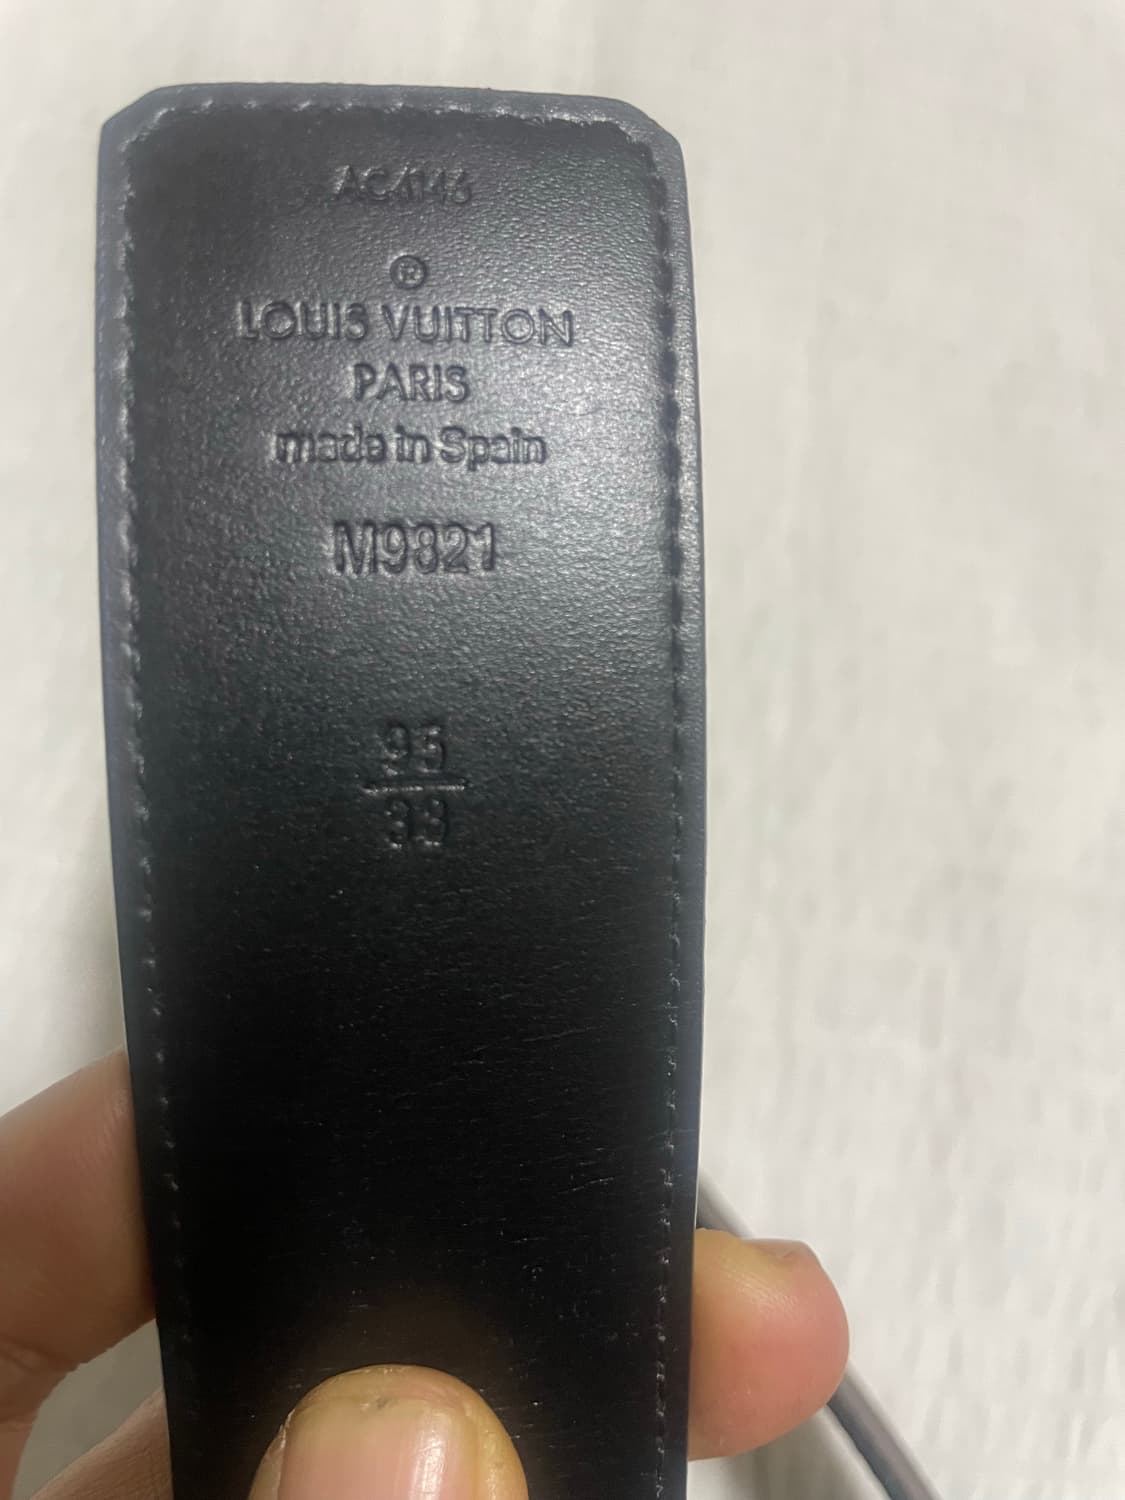 AC4146
®
LOUIS VUITTON
PARIS
made in Spain
M9821
95
38